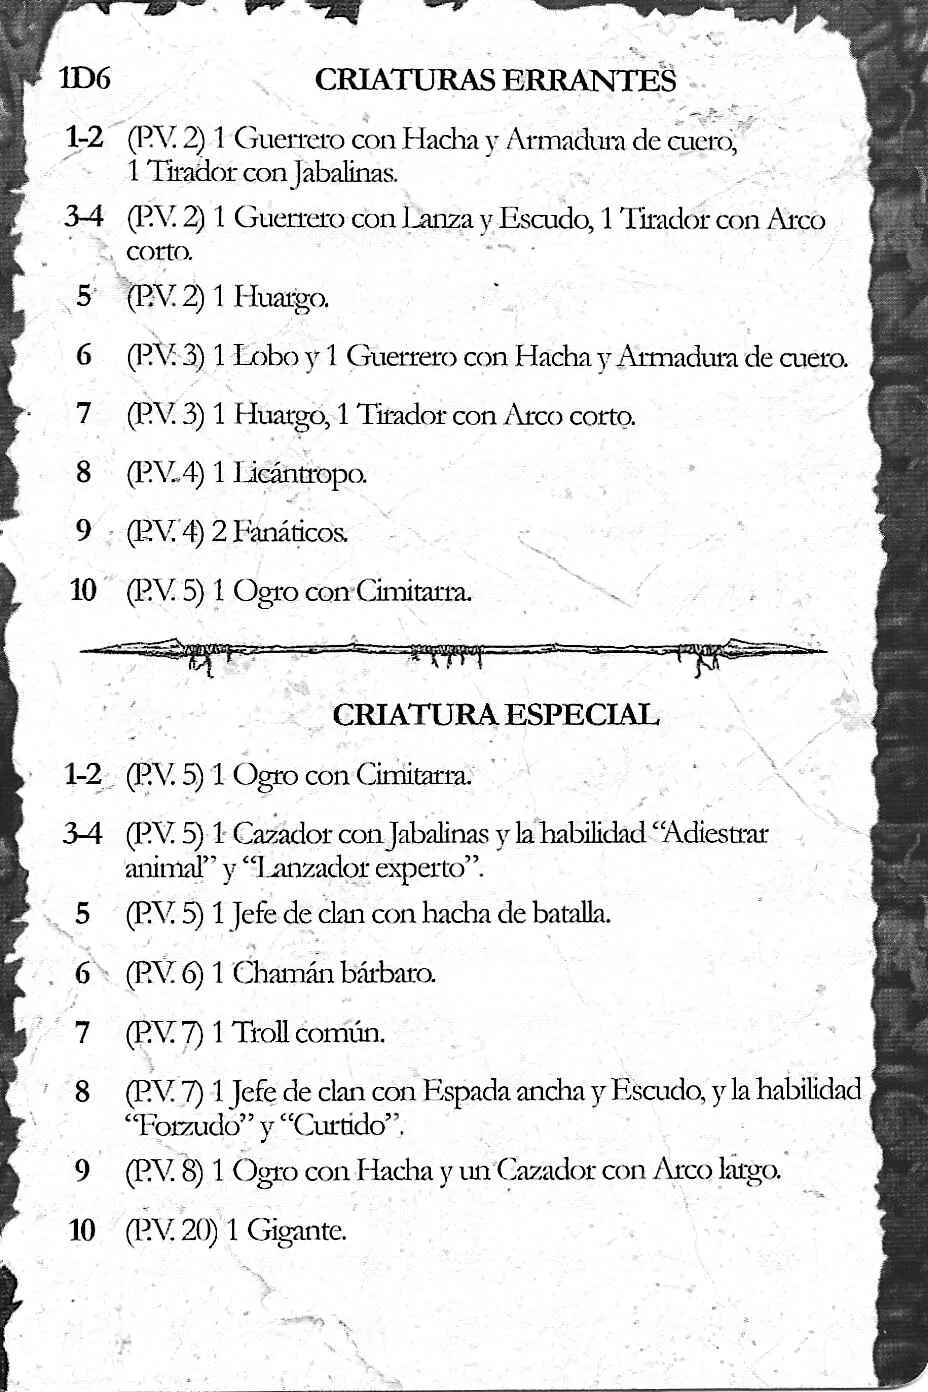 1D6 CRIATURAS ERRANTES
1-2 (P.V. 2) 1 Guerrero con Hacha y Armadura de cuero,
1 Tirador con Jabalinas.
3-4 (P.V. 2) 1 Guerrero con Lanza y Escudo, 1 Tirador con Arco
corto.
5 (P.V. 2) 1 Huargo.
6 (P.V. 3) 1 Lobo y 1 Guerrero con Hacha y Armadura de cuero.
7 (P.V. 3) 1 Huargo, 1 Tirador con Arco corto.
8 (P.V. 4) 1 Licántropo.
9 (P.V. 4) 2 Fanáticos.
10 (P.V. 5) 1 Ogro con Cimitarra.
CRIATURA ESPECIAL
1-2 (P.V. 5) 1 Ogro con Cimitarra.
3-4 (P.V. 5) 1 Cazador con Jabalinas y la habilidad “Adiestrar
animal” y “Lanzador experto”.
5 (P.V. 5) 1 Jefe de clan con hacha de batalla.
6 (P.V. 6) 1 Chamán bárbaro.
7 (P.V. 7) 1 Troll común.
8 (P.V. 7) 1 Jefe de clan con Espada ancha y Escudo, y la habilidad
“Forzudo” y “Curtido”.
9 (P.V. 8) 1 Ogro con Hacha y un Cazador con Arco largo.
10 (P.V. 20) 1 Gigante.